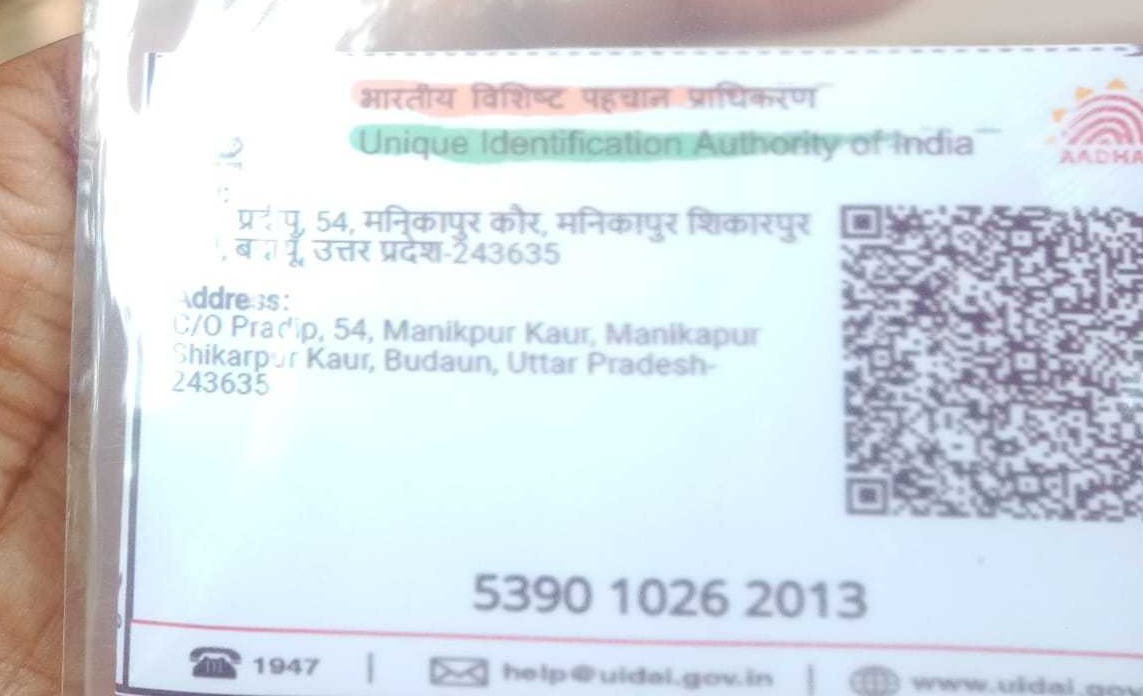 भारतीय विशिष्ट पहचान प्राधिकरण
Unique Identification Authority of India
54, मनिकापुर कौर, मनिकापुर शिकारपुर
उत्तर प्रदेश-243635
Address:
C/O Pradip, 54, Manikpur Kaur, Manikapur
Shikarpur Kaur, Budaun, Uttar Pradesh-
243635
5390 1026 2013
1947 | help@uidai.gov.in |